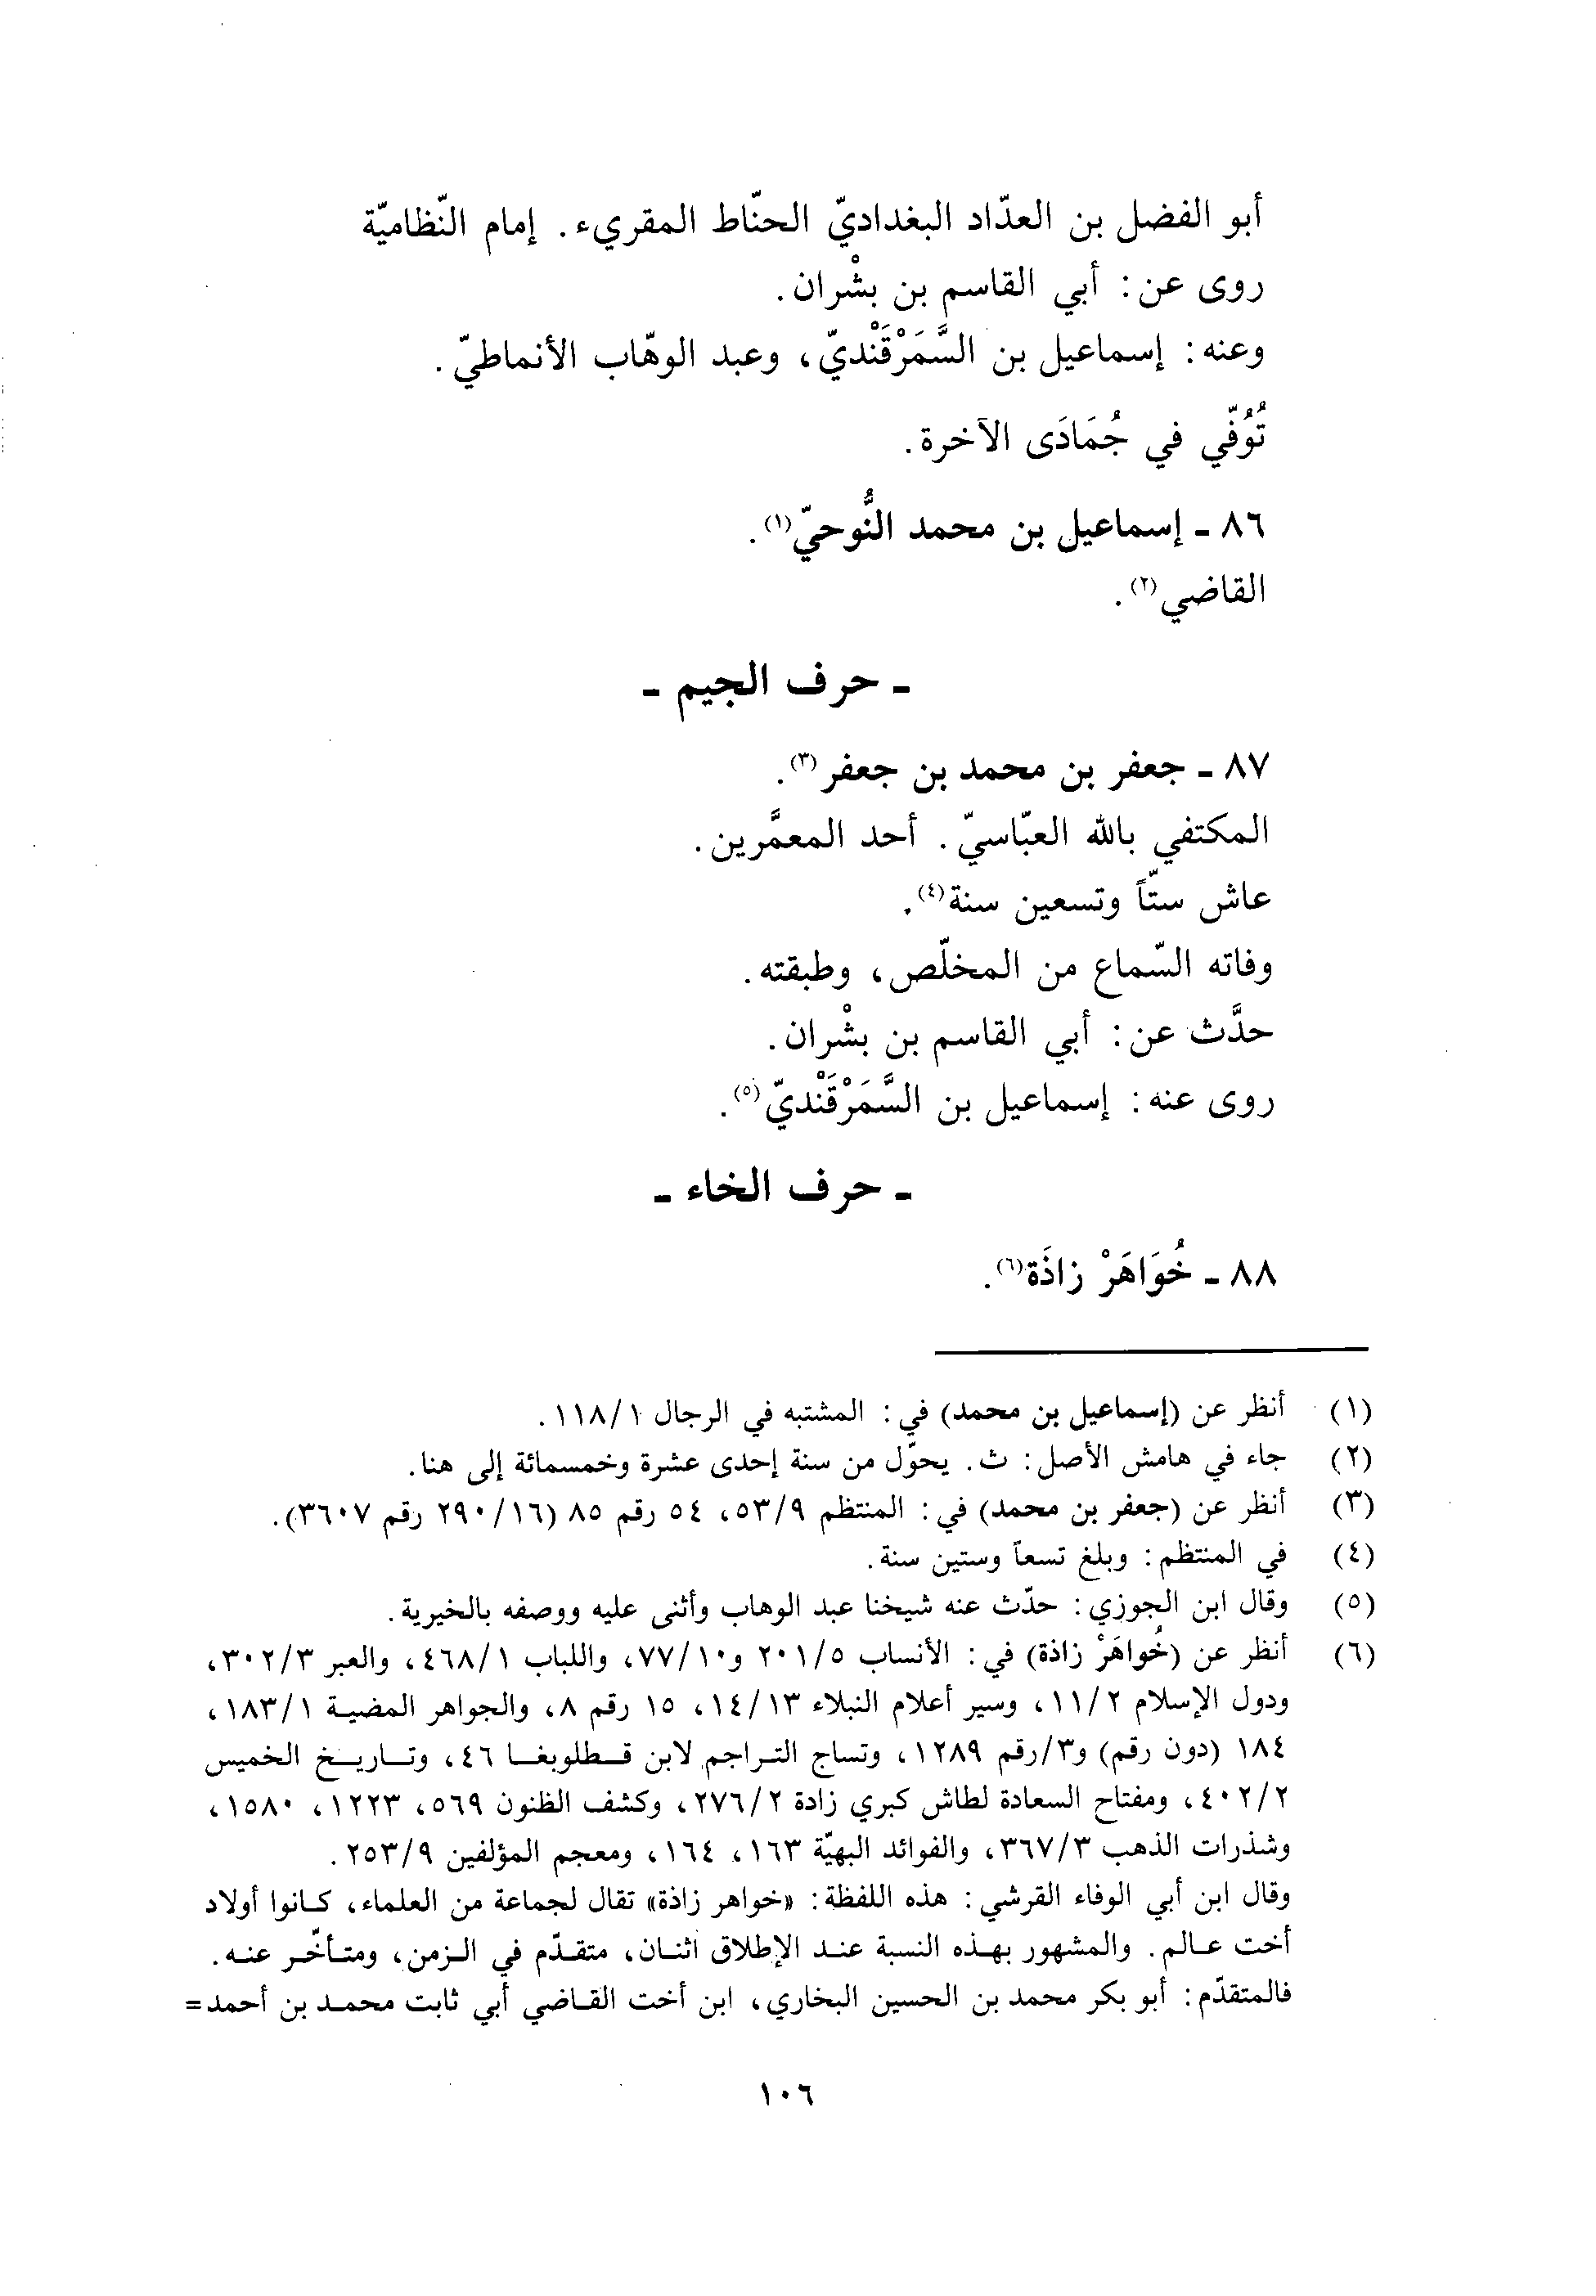 أبو الفضل بن العدّاد البغداديّ الحنّاط المقريء. إمام النّظاميّة
روى عن: أبي القاسم بن بشْران.
وعنه: إسماعيل بن السَّمَرْقَنْديّ، وعبد الوهّاب الأنماطيّ.
تُوُفّي في جُمَادَى الآخرة.
٨٦ ـ إسماعيل بن محمد النُّوحيّ(١).
القاضي(٢).
ـ حرف الجيم ـ
٨٧ ـ جعفر بن محمد بن جعفر(٣).
المكتفي بالله العبّاسيّ. أحد المعمَّرين.
عاش ستّاً وتسعين سنة(٤).
وفاته السّماع من المخلّص، وطبقته.
حدَّث عن: أبي القاسم بن بشْران.
روى عنه: إسماعيل بن السَّمَرْقَنْديّ(٥).
ـ حرف الخاء ـ
٨٨ ـ خُوَاهَرْ زاذَة(٦).
(١) أنظر عن (إسماعيل بن محمد) في: المشتبه في الرجال ١/ ١١٨.
(٢) جاء في هامش الأصل: ث. يحوّل من سنة إحدى عشرة وخمسمائة إلى هنا.
(٣) أنظر عن (جعفر بن محمد) في: المنتظم ٩/ ٥٣، ٥٤ رقم ٨٥ (١٦/ ٢٩٠ رقم ٣٦٠٧).
(٤) في المنتظم: وبلغ تسعاً وستين سنة.
(٥) وقال ابن الجوزي: حدّث عنه شيخنا عبد الوهاب وأثنى عليه ووصفه بالخيرية.
(٦) أنظر عن (خُواهَرْ زاذة) في: الأنساب ٥/ ٢٠١ و١٠/ ٧٧، واللباب ١/ ٤٦٨، والعبر ٣/ ٣٠٢،
ودول الإسلام ٢/ ١١، وسير أعلام النبلاء ١٣/ ١٤، ١٥ رقم ٨، والجواهر المضية ١/ ١٨٣،
١٨٤ (دون رقم) و٣/رقم ١٢٨٩، وتساج التراجم لابن قطلوبغا ٤٦، وتاريخ الخميس
٢/ ٤٠٢، ومفتاح السعادة لطاش كبري زادة ٢/ ٢٧٦، وكشف الظنون ٥٦٩، ١٢٢٣، ١٥٨٠،
وشذرات الذهب ٣/ ٣٦٧، والفوائد البهيّة ١٦٣، ١٦٤، ومعجم المؤلفين ٩/ ٢٥٣.
وقال ابن أبي الوفاء القرشي: هذه اللفظة: «خواهر زاذة» تقال لجماعة من العلماء، كانوا أولاد
أخت عالم. والمشهور بهذه النسبة عند الإطلاق اثنان، متقدّم في الزمن، ومتأخّر عنه.
فالمتقدّم: أبو بكر محمد بن الحسين البخاري، ابن أخت القاضي أبي ثابت محمد بن أحمد=
١٠٦